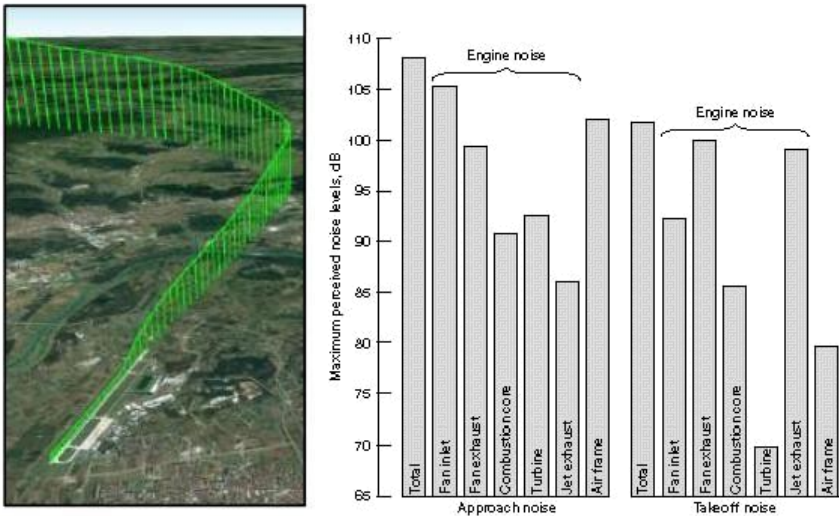 Maximum perceived noise levels, dB
110
105
100
95
90
85
80
75
70
65
Engine noise
Total
Fan inlet
Fan exhaust
Combustion core
Turbine
Jet exhaust
Air frame
Approach noise
Engine noise
Total
Fan inlet
Fan exhaust
Combustion core
Turbine
Jet exhaust
Air frame
Takeoff noise